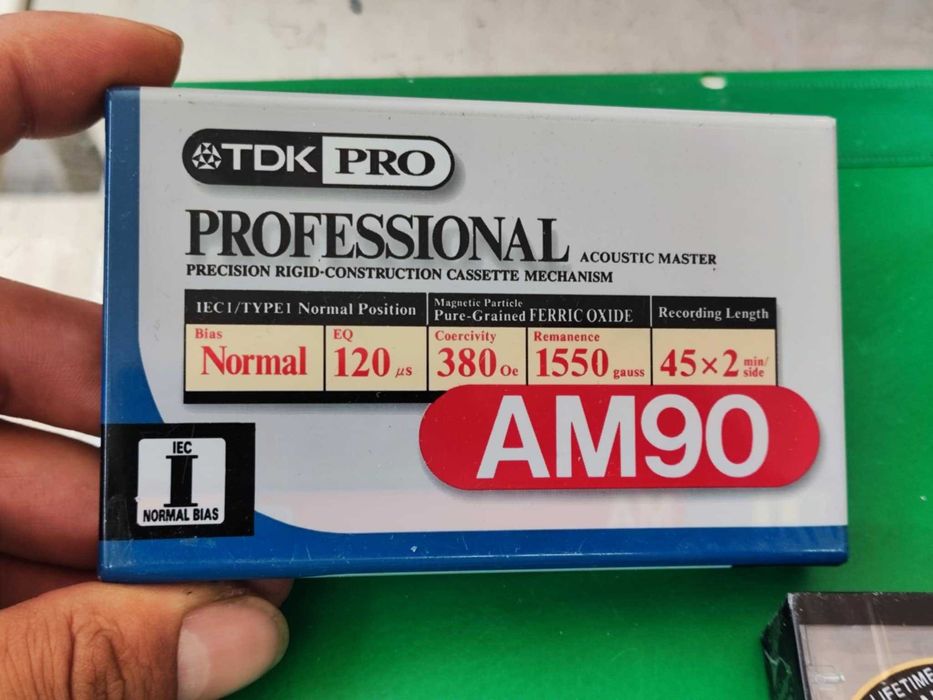 TDK PRO
PROFESSIONAL ACOUSTIC MASTER
PRECISION RIGID-CONSTRUCTION CASSETTE MECHANISM
IEC1/TYPE1 Normal Position
Magnetic Particle
Pure-Grained FERRIC OXIDE
Recording Length
Bias
Normal
EQ
120 μs
Coercivity
380 Oe
Remanence
1550 gauss
45×2 min/side
AM90
IEC
I
NORMAL BIAS
LIFETIME